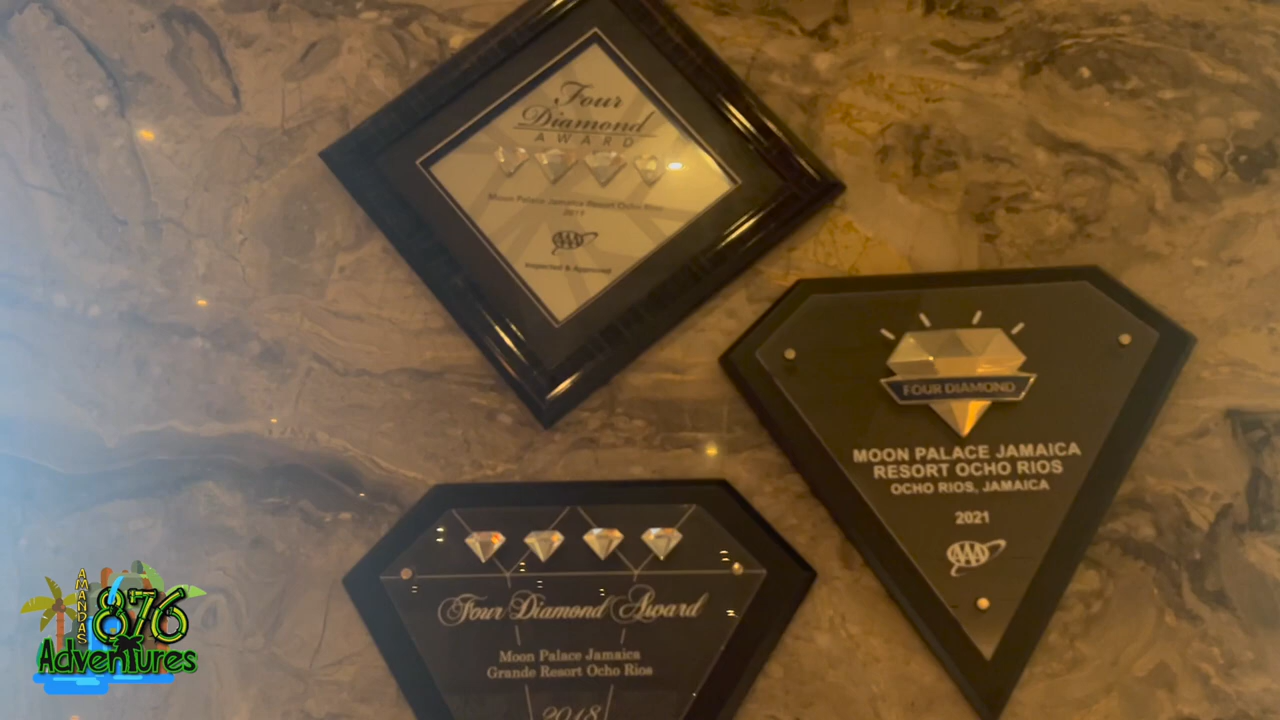 Four
Diamond
AWARD
Moon Palace Jamaica Resort Ocho Rios
2019
AAA
Inspected & Approved
FOUR DIAMOND
MOON PALACE JAMAICA
RESORT OCHO RIOS
OCHO RIOS, JAMAICA
2021
AAA
Four Diamond Award
Moon Palace Jamaica
Grande Resort Ocho Rios
2018
AMANDAS
876
Adventures